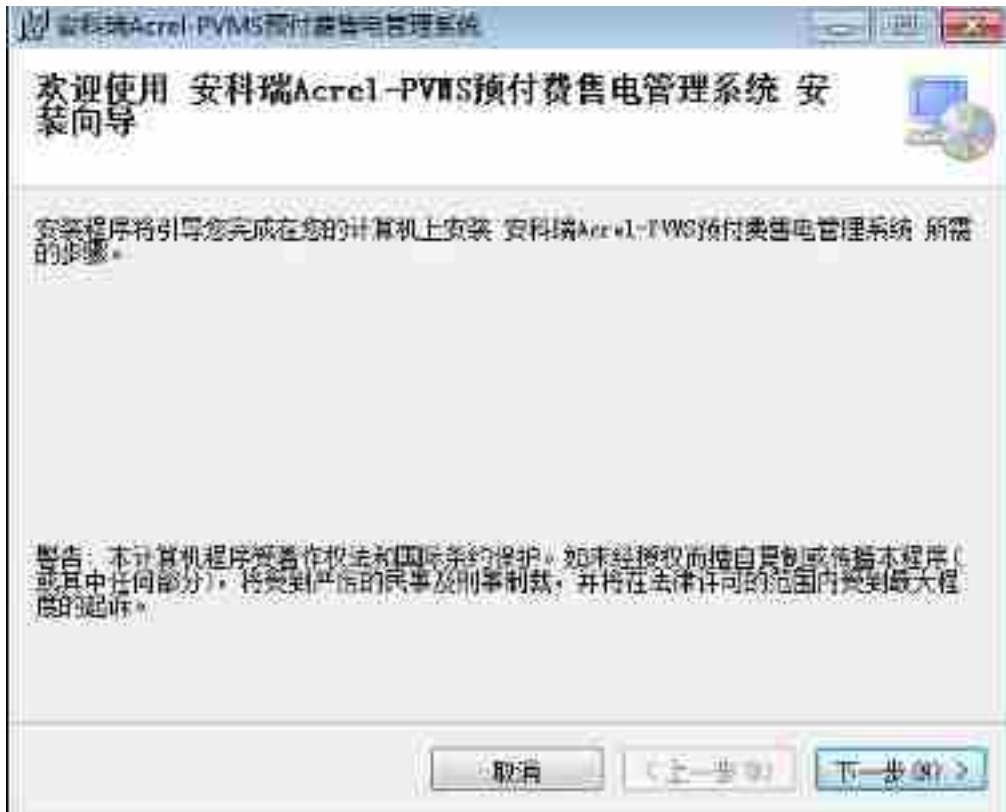 安科瑞Acrel-PVMS预付费售电管理系统
欢迎使用 安科瑞Acrel-PVMS预付费售电管理系统 安
装向导
安装程序将引导您完成在您的计算机上安装 安科瑞Acrel-PVMS预付费售电管理系统 所需
的步骤。
警告: 本计算机程序受著作权法和国际条约保护。如未经授权而擅自复制或传播本程序(
或其中任何部分), 将受到严厉的民事及刑事制裁, 并将在法律许可的范围内受到最大程
度的起诉。
取消
< 上一步(B)
下一步(N) >